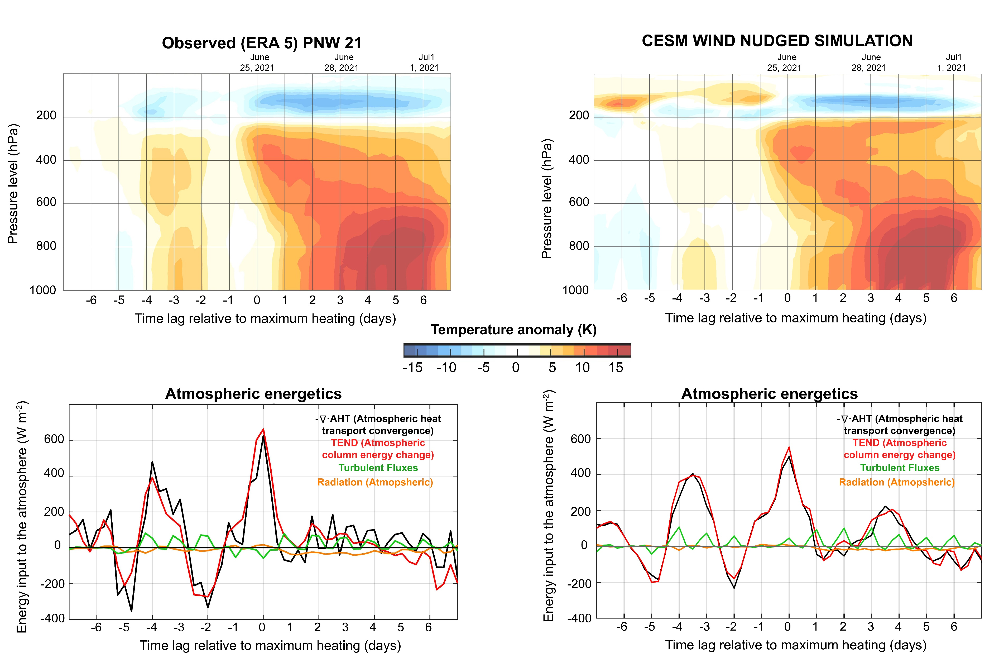 Observed (ERA 5) PNW 21
June
25, 2021
June
28, 2021
Jul1
1, 2021
Pressure level (hPa)
200
400
600
800
1000
-6 -5 -4 -3 -2 -1 0 1 2 3 4 5 6
Time lag relative to maximum heating (days)
CESM WIND NUDGED SIMULATION
June
25, 2021
June
28, 2021
Jul1
1, 2021
Pressure level (hPa)
200
400
600
800
1000
-6 -5 -4 -3 -2 -1 0 1 2 3 4 5 6
Time lag relative to maximum heating (days)
Temperature anomaly (K)
-15 -10 -5 0 5 10 15
Atmospheric energetics
Energy input to the atmosphere (W m-2)
600
400
200
0
-200
-400
-∇·AHT (Atmospheric heat
transport convergence)
TEND (Atmospheric
column energy change)
Turbulent Fluxes
Radiation (Atmopsheric)
-6 -5 -4 -3 -2 -1 0 1 2 3 4 5 6
Time lag relative to maximum heating (days)
Atmospheric energetics
Energy input to the atmosphere (W m-2)
600
400
200
0
-200
-400
-∇·AHT (Atmospheric heat
transport convergence)
TEND (Atmospheric
column energy change)
Turbulent Fluxes
Radiation (Atmopsheric)
-6 -5 -4 -3 -2 -1 0 1 2 3 4 5 6
Time lag relative to maximum heating (days)